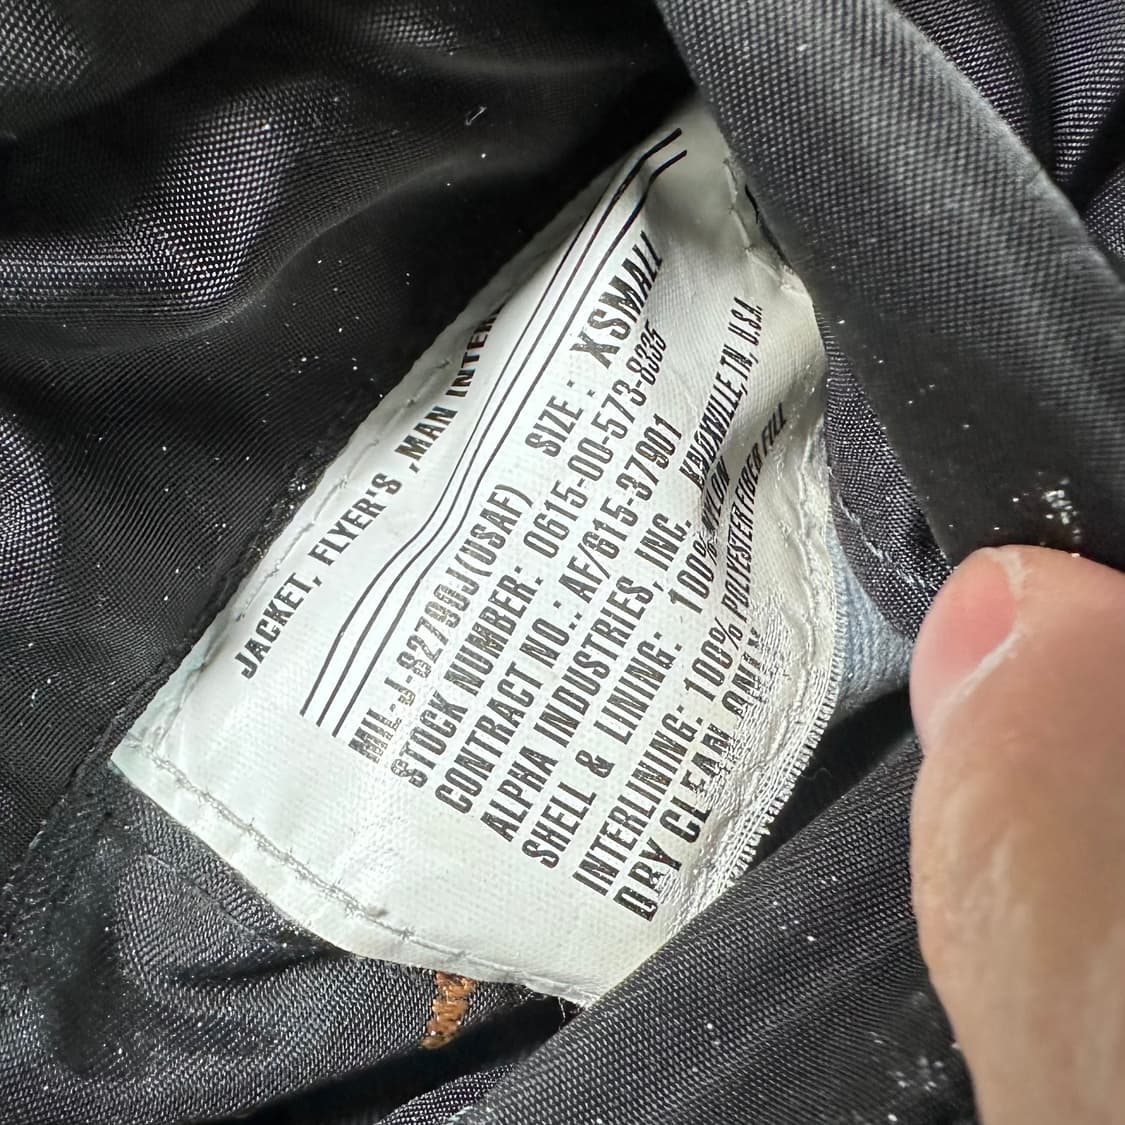 JACKET, FLYER'S ,MAN INTER
MIL-J-8279DJ(USAF) SIZE : XSMALL
STOCK NUMBER: 0615-00-573-8335
CONTRACT NO.: AF/615-37901
ALPHA INDUSTRIES, INC. KNOXVILLE, TN, U.S.A.
SHELL & LINING: 100% NYLON
INTERLINING: 100% POLYESTER FIBER FILL
DRY CLEAN ONLY